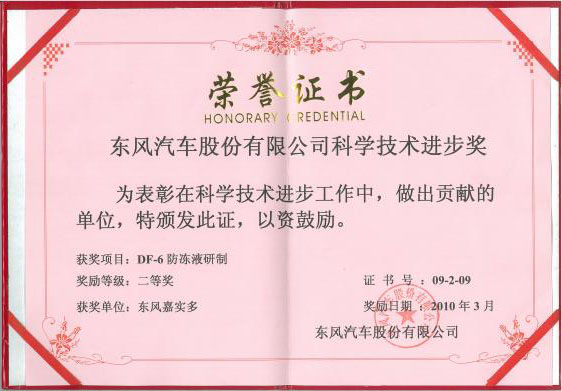 荣誉证书
HONORARY CREDENTIAL
东风汽车股份有限公司科学技术进步奖
为表彰在科学技术进步工作中，做出贡献的
单位，特颁发此证，以资鼓励。
获奖项目：DF-6 防冻液研制
奖励等级：二等奖
证 书 号：09-2-09
获奖单位：东风嘉实多
奖励日期：2010 年 3 月
东风汽车股份有限公司